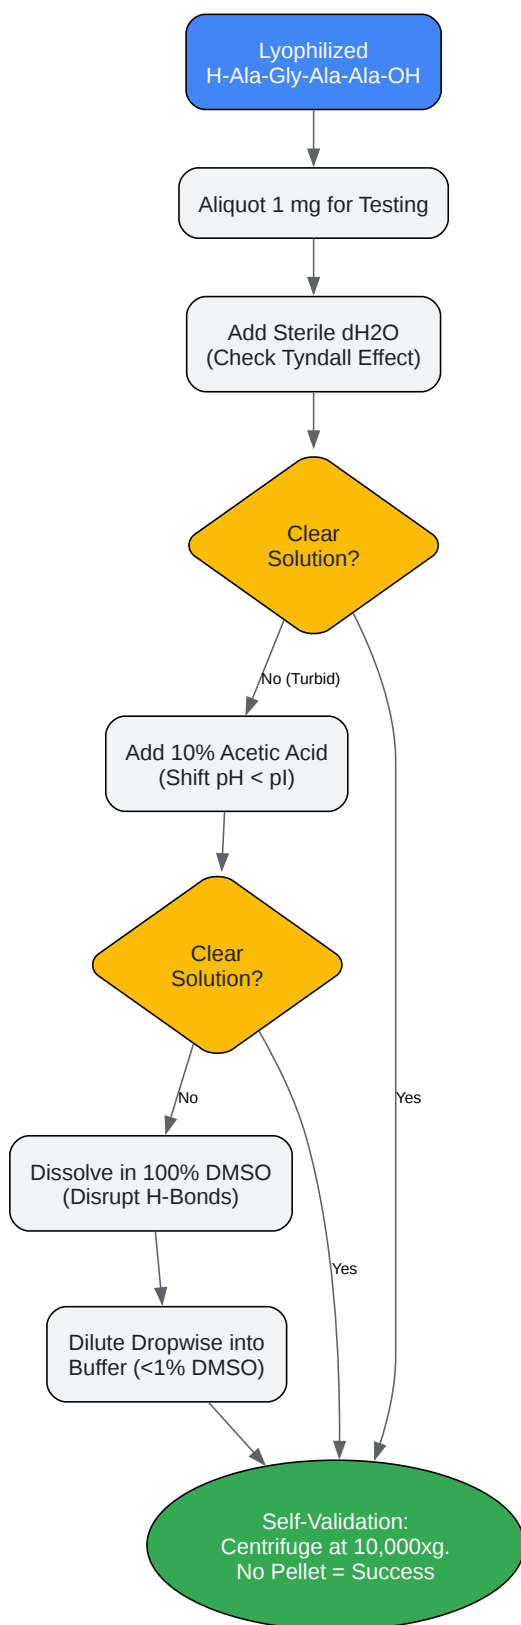 Lyophilized
H-Ala-Gly-Ala-Ala-OH
Aliquot 1 mg for Testing
Add Sterile dH2O
(Check Tyndall Effect)
Clear
Solution?
No (Turbid)
Add 10% Acetic Acid
(Shift pH < pI)
Clear
Solution?
No
Yes
Dissolve in 100% DMSO
(Disrupt H-Bonds)
Yes
Dilute Dropwise into
Buffer (<1% DMSO)
Self-Validation:
Centrifuge at 10,000xg.
No Pellet = Success